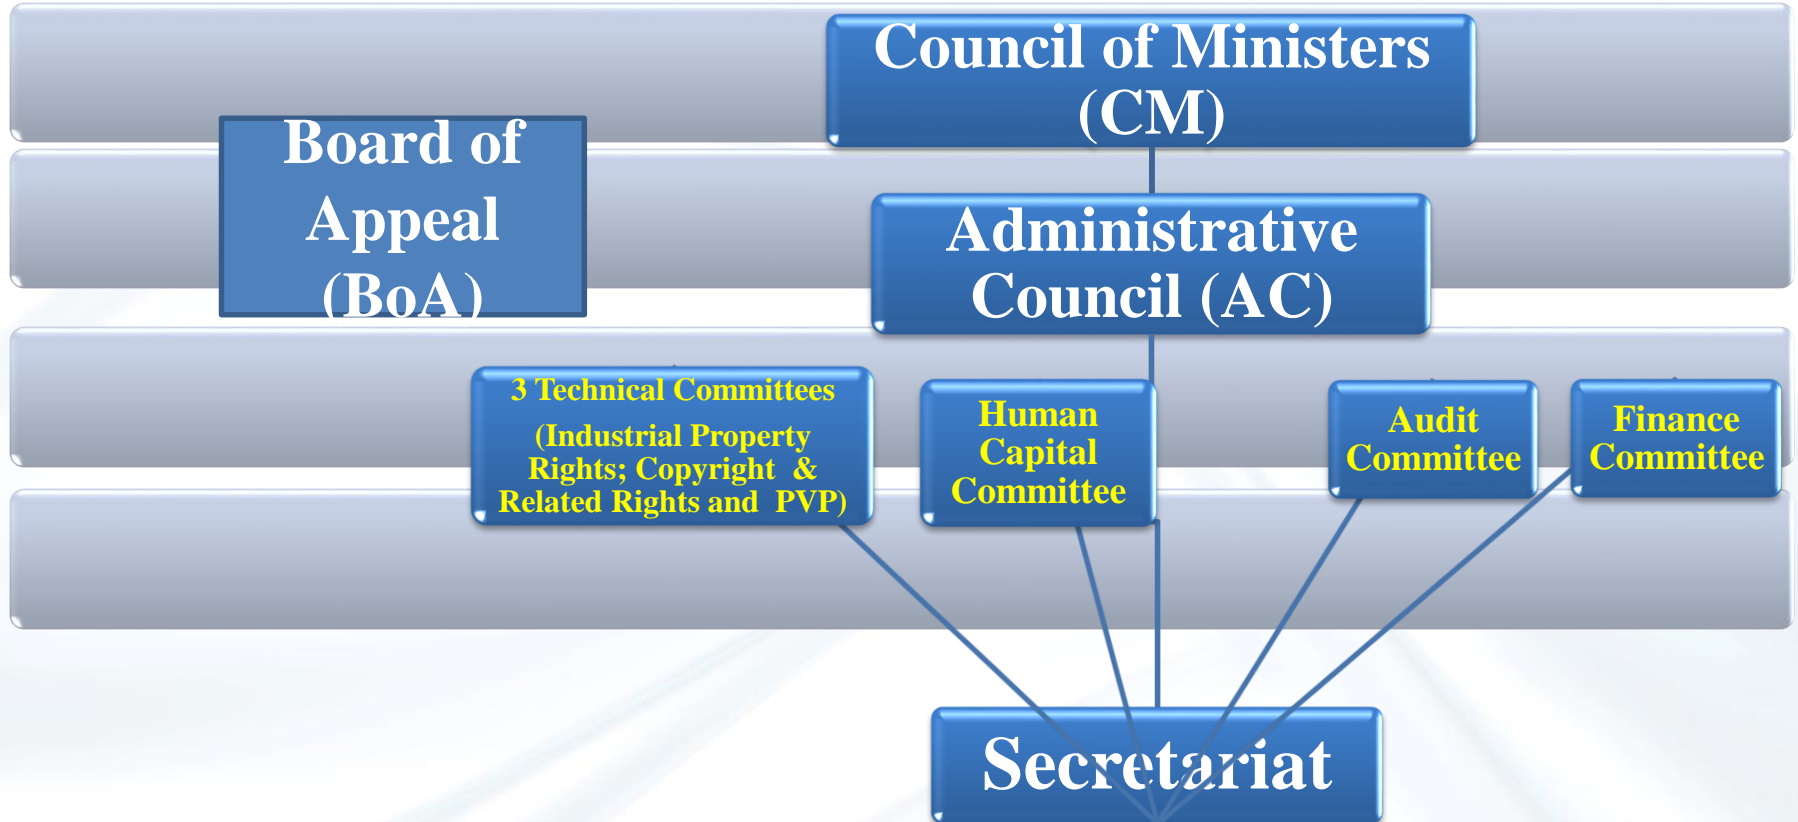 Council of Ministers
(CM)
Board of
Appeal
(BoA)
Administrative
Council (AC)
3 Technical Committees
(Industrial Property
Rights; Copyright & 
Related Rights and PVP)
Human
Capital
Committee
Audit
Committee
Finance
Committee
Secretariat